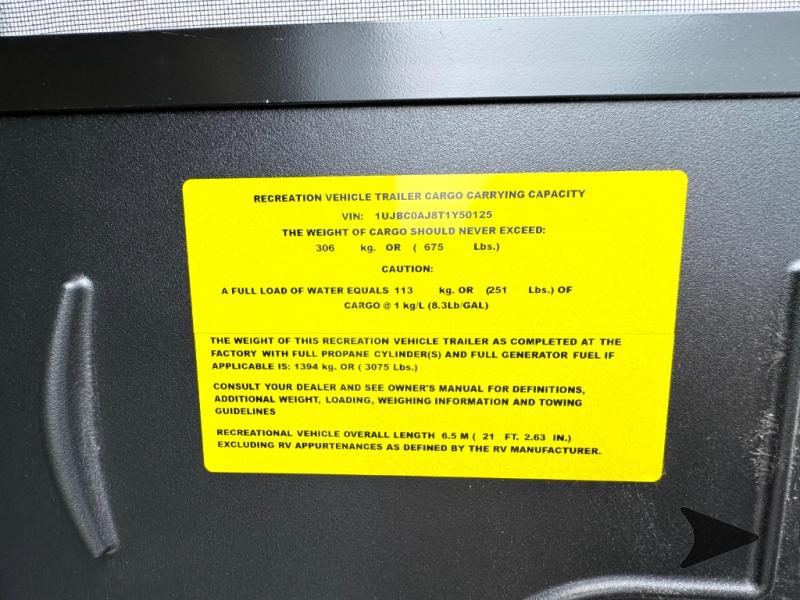 RECREATION VEHICLE TRAILER CARGO CARRYING CAPACITY
VIN: 1UJBC0AJ8T1Y50125
THE WEIGHT OF CARGO SHOULD NEVER EXCEED:
306 kg. OR ( 675 Lbs.)
CAUTION:
A FULL LOAD OF WATER EQUALS 113 kg. OR (251 Lbs.) OF
CARGO @ 1 kg/L (8.3Lb/GAL)
THE WEIGHT OF THIS RECREATION VEHICLE TRAILER AS COMPLETED AT THE
FACTORY WITH FULL PROPANE CYLINDER(S) AND FULL GENERATOR FUEL IF
APPLICABLE IS: 1394 kg. OR ( 3075 Lbs.)
CONSULT YOUR DEALER AND SEE OWNER'S MANUAL FOR DEFINITIONS,
ADDITIONAL WEIGHT, LOADING, WEIGHING INFORMATION AND TOWING
GUIDELINES
RECREATIONAL VEHICLE OVERALL LENGTH 6.5 M ( 21 FT. 2.63 IN.)
EXCLUDING RV APPURTENANCES AS DEFINED BY THE RV MANUFACTURER.